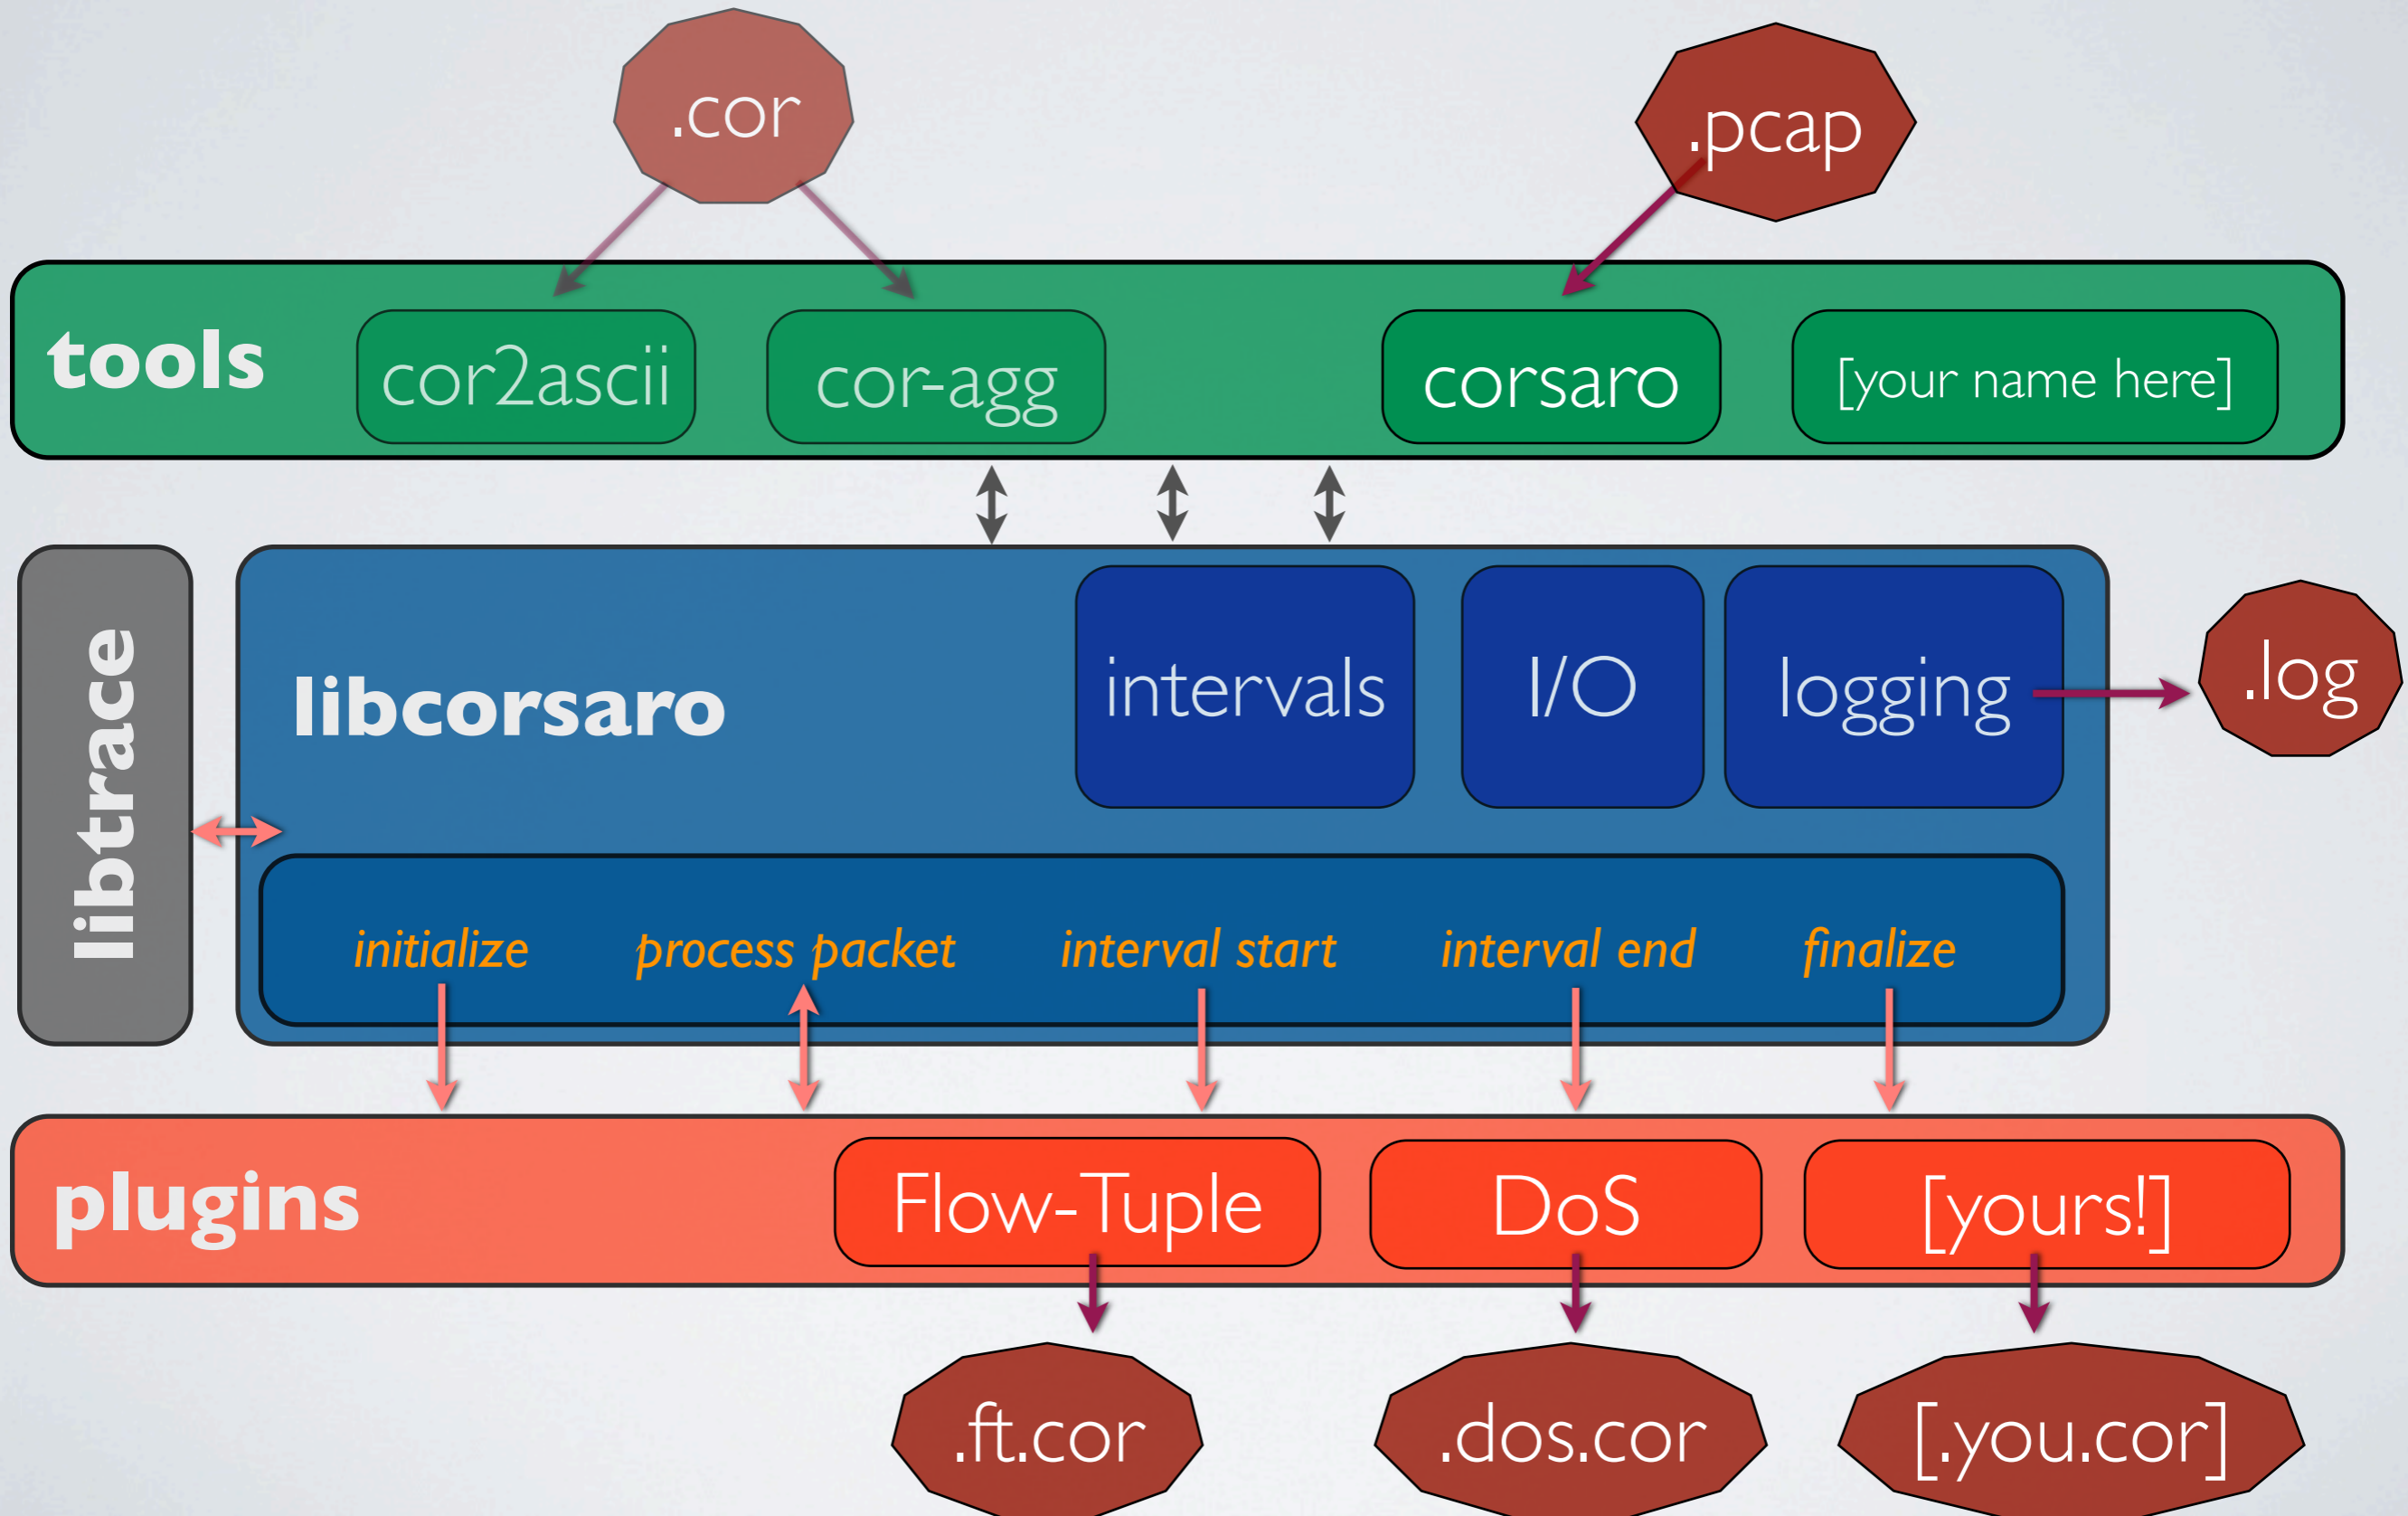 .cor
.pcap
tools
cor2ascii
cor-agg
corsaro
[your name here]
libtrace
libcorsaro
intervals
I/O
logging
.log
initialize
process packet
interval start
interval end
finalize
plugins
Flow-Tuple
DoS
[yours!]
.ft.cor
.dos.cor
[.you.cor]